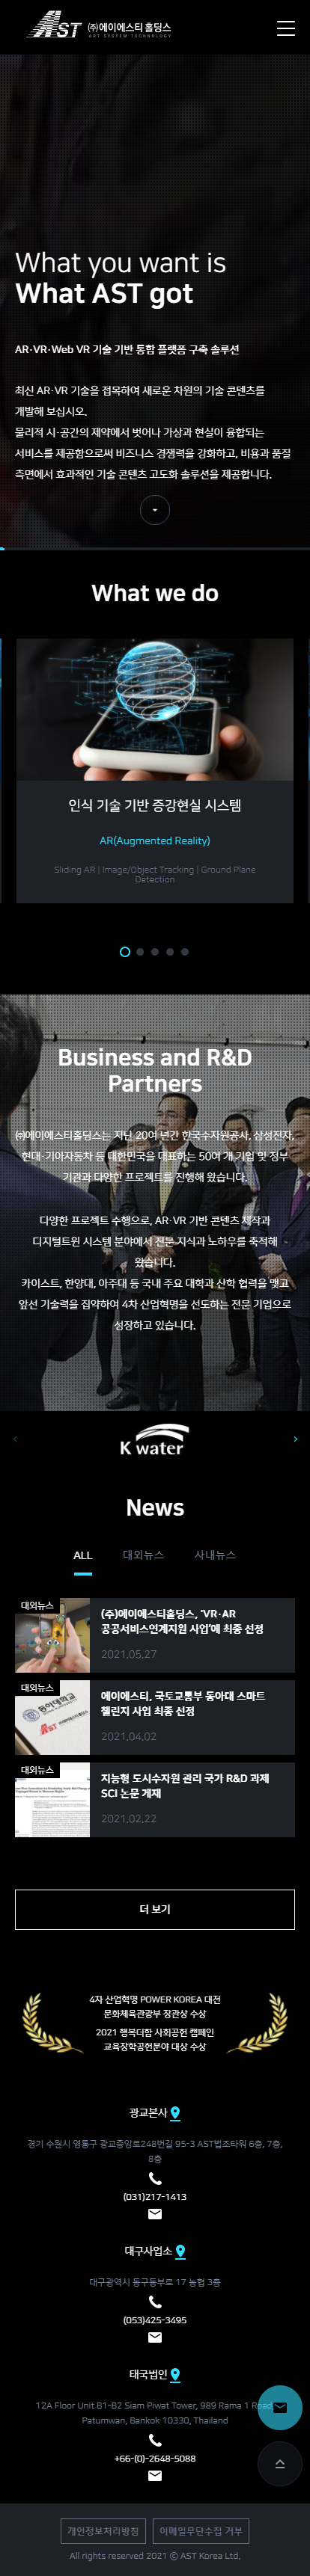 AST (주)에이에스티 홀딩스
ART SYSTEM TECHNOLOGY
What you want is
What AST got
AR·VR·Web VR 기술 기반 통합 플랫폼 구축 솔루션
최신 AR·VR 기술을 접목하여 새로운 차원의 기술 콘텐츠를
개발해 보십시오.
물리적 시·공간의 제약에서 벗어나 가상과 현실이 융합되는
서비스를 제공함으로써 비즈니스 경쟁력을 강화하고, 비용과 품질
측면에서 효과적인 기술 콘텐츠 고도화 솔루션을 제공합니다.
What we do
인식 기술 기반 증강현실 시스템
AR(Augmented Reality)
Sliding AR | Image/Object Tracking | Ground Plane
Detection
Business and R&D
Partners
㈜에이에스티홀딩스는 지난 20여 년간 한국수자원공사, 삼성전자,
현대·기아자동차 등 대한민국을 대표하는 50여 개 기업 및 정부
기관과 다양한 프로젝트를 진행해 왔습니다.
다양한 프로젝트 수행으로, AR·VR 기반 콘텐츠 제작과
디지털트윈 시스템 분야에서 전문 지식과 노하우를 축적해
왔습니다.
카이스트, 한양대, 아주대 등 국내 주요 대학과 산학 협력을 맺고
앞선 기술력을 집약하여 4차 산업혁명을 선도하는 전문 기업으로
성장하고 있습니다.
K water
News
ALL 대외뉴스 사내뉴스
대외뉴스
(주)에이에스티홀딩스, 'VR·AR
공공서비스연계지원 사업'에 최종 선정
2021.05.27
대외뉴스
에이에스티, 국토교통부 동아대 스마트
챌린지 사업 최종 선정
2021.04.02
동아대학교
AST
대외뉴스
지능형 도시수자원 관리 국가 R&D 과제
SCI 논문 게재
2021.02.22
더 보기
4차 산업혁명 POWER KOREA 대전
문화체육관광부 장관상 수상
2021 행복더함 사회공헌 캠페인
교육장학공헌분야 대상 수상
광교본사
경기 수원시 영통구 광교중앙로248번길 95-3 AST법조타워 6층, 7층,
8층
(031)217-1413
대구사업소
대구광역시 동구동부로 17 농협 3층
(053)425-3495
태국법인
12A Floor Unit B1-B2 Siam Piwat Tower, 989 Rama 1 Road,
Patumwan, Bankok 10330, Thailand
+66-(0)-2648-5088
개인정보처리방침 이메일무단수집 거부
All rights reserved 2021 ⓒ AST Korea Ltd.